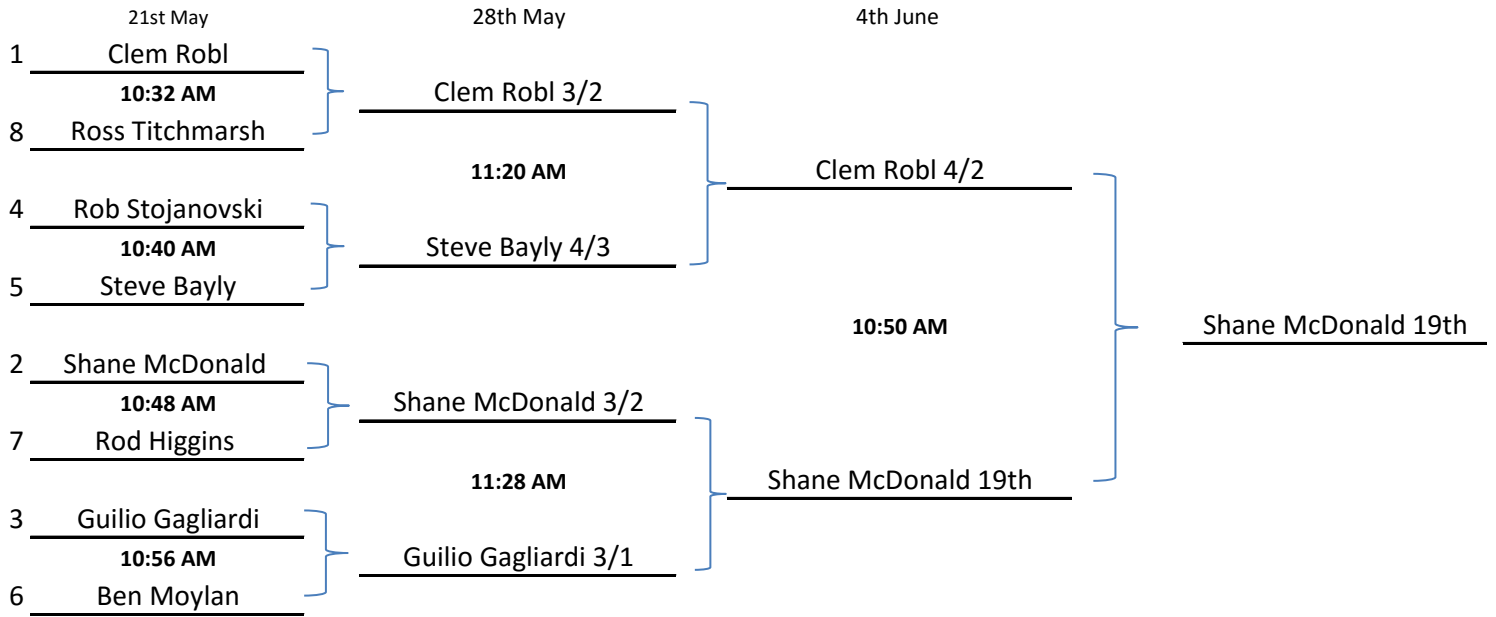 21st May 28th May 4th June
1 Clem Robl
10:32 AM Clem Robl 3/2
8 Ross Titchmarsh
11:20 AM Clem Robl 4/2
4 Rob Stojanovski
10:40 AM Steve Bayly 4/3
5 Steve Bayly
10:50 AM Shane McDonald 19th
2 Shane McDonald
10:48 AM Shane McDonald 3/2
7 Rod Higgins
11:28 AM Shane McDonald 19th
3 Guilio Gagliardi
10:56 AM Guilio Gagliardi 3/1
6 Ben Moylan